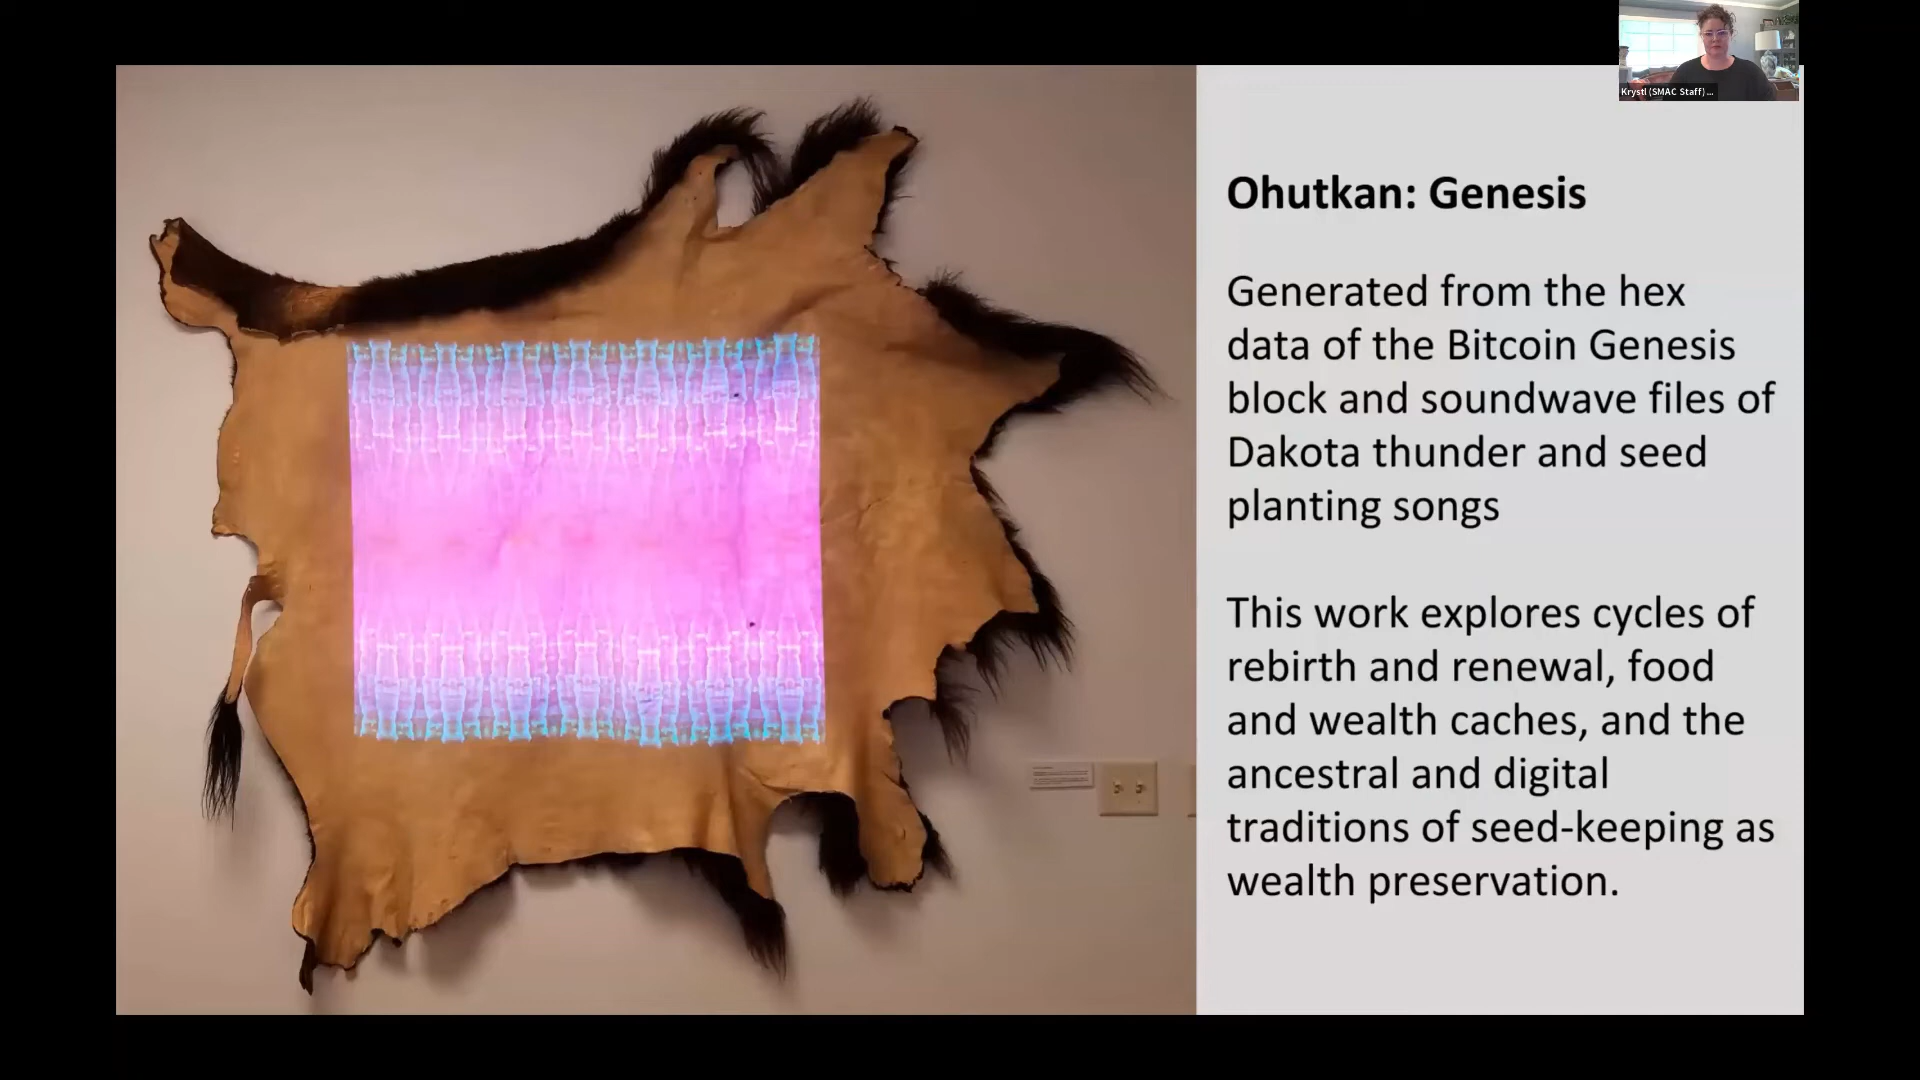 Krystl (SMAC Staff) ...
Ohutkan: Genesis
Generated from the hex
data of the Bitcoin Genesis
block and soundwave files of
Dakota thunder and seed
planting songs
This work explores cycles of
rebirth and renewal, food
and wealth caches, and the
ancestral and digital
traditions of seed-keeping as
wealth preservation.